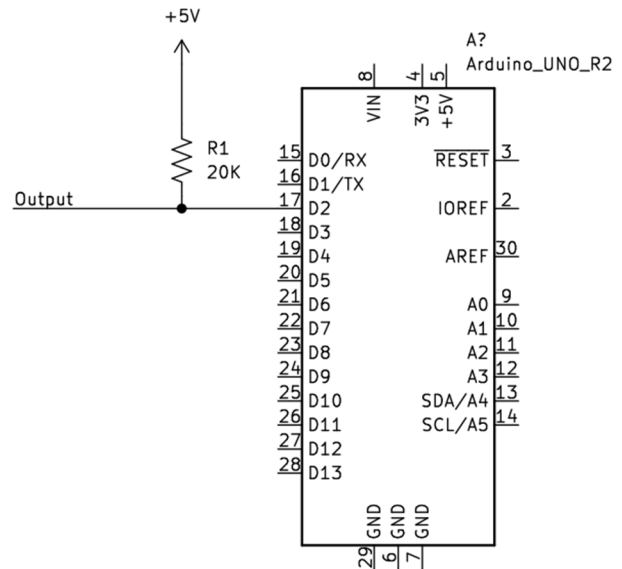 +5V
A?
Arduino_UNO_R2
8
4
5
VIN
3V3
+5V
R1
20K
15 D0/RX
RESET 3
16 D1/TX
Output
17 D2
IOREF 2
18 D3
19 D4
AREF 30
20 D5
21 D6
A0 9
22 D7
A1 10
23 D8
A2 11
24 D9
A3 12
25 D10
SDA/A4 13
26 D11
SCL/A5 14
27 D12
28 D13
GND
GND
GND
29
6
7